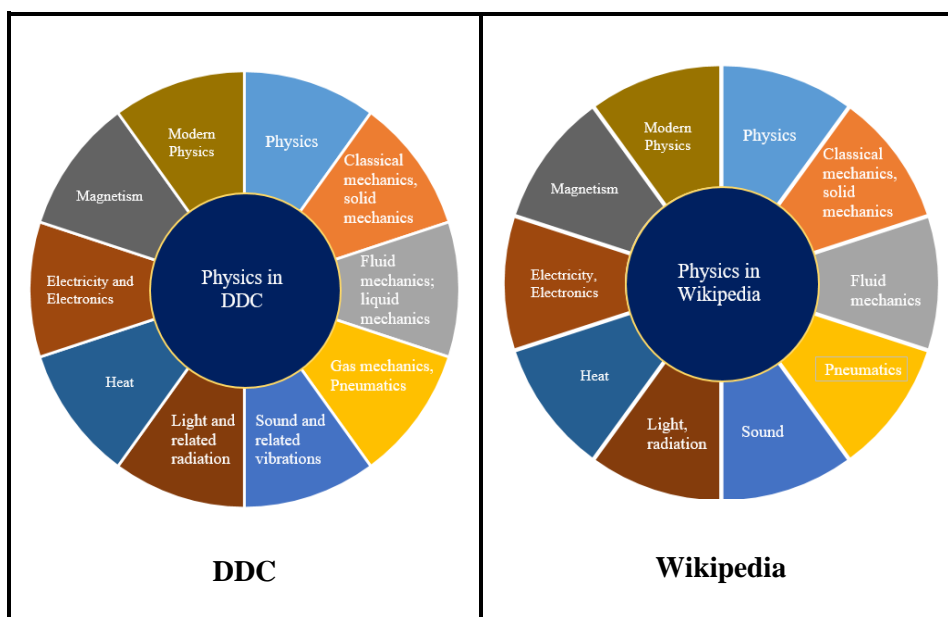 Physics in
DDC
Physics
Classical
mechanics,
solid
mechanics
Fluid
mechanics;
liquid
mechanics
Gas mechanics,
Pneumatics
Sound and
related
vibrations
Light and
related
radiation
Heat
Electricity and
Electronics
Magnetism
Modern
Physics
DDC
Physics in
Wikipedia
Physics
Classical
mechanics,
solid
mechanics
Fluid
mechanics
Pneumatics
Sound
Light,
radiation
Heat
Electricity,
Electronics
Magnetism
Modern
Physics
Wikipedia